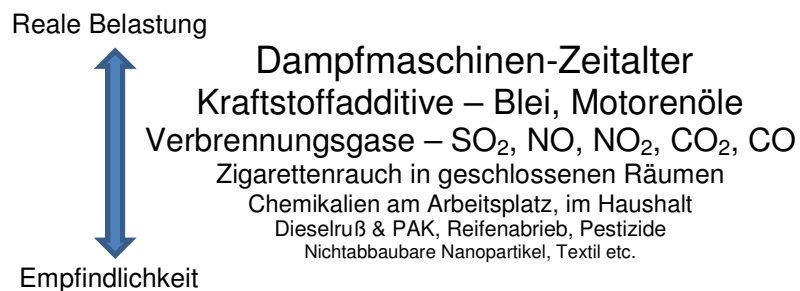 Reale Belastung
Dampfmaschinen-Zeitalter
Kraftstoffadditive – Blei, Motorenöle
Verbrennungsgase – SO₂, NO, NO₂, CO₂, CO
Zigarettenrauch in geschlossenen Räumen
Chemikalien am Arbeitsplatz, im Haushalt
Dieselruß & PAK, Reifenabrieb, Pestizide
Nichtabbaubare Nanopartikel, Textil etc.
Empfindlichkeit